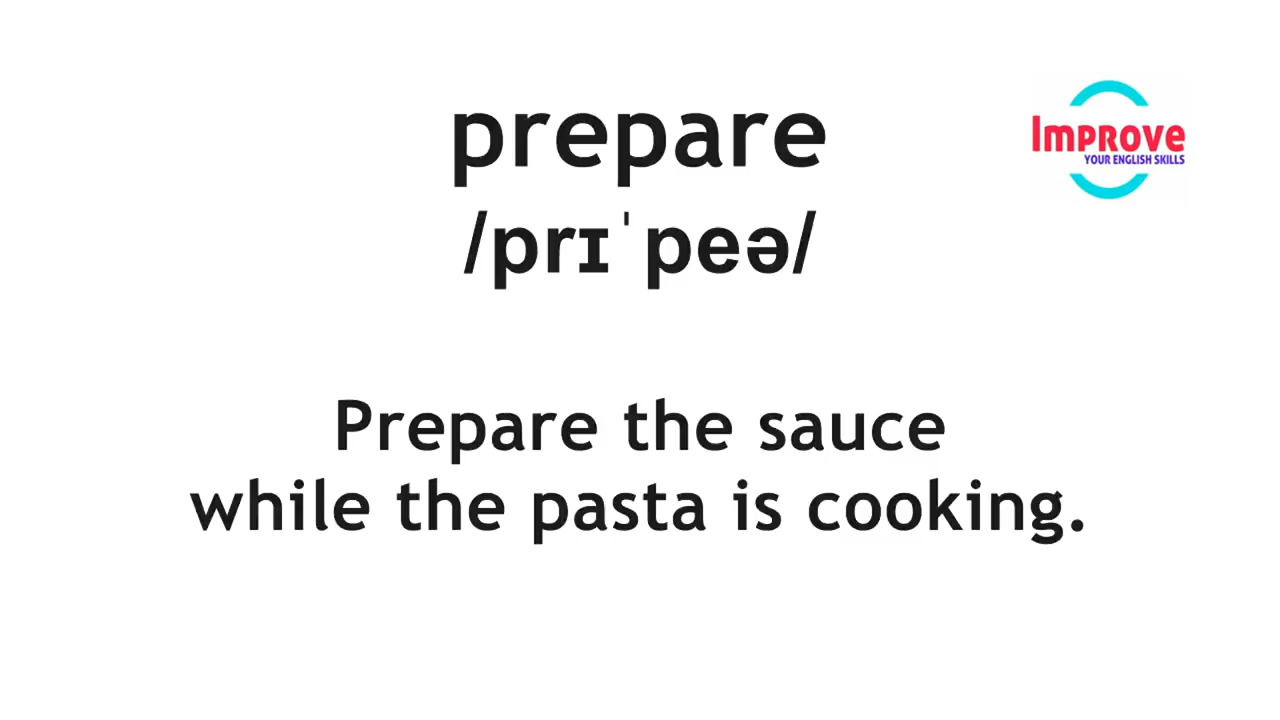 prepare
Improve
YOUR ENGLISH SKILLS
/prɪˈpeə/
Prepare the sauce
while the pasta is cooking.